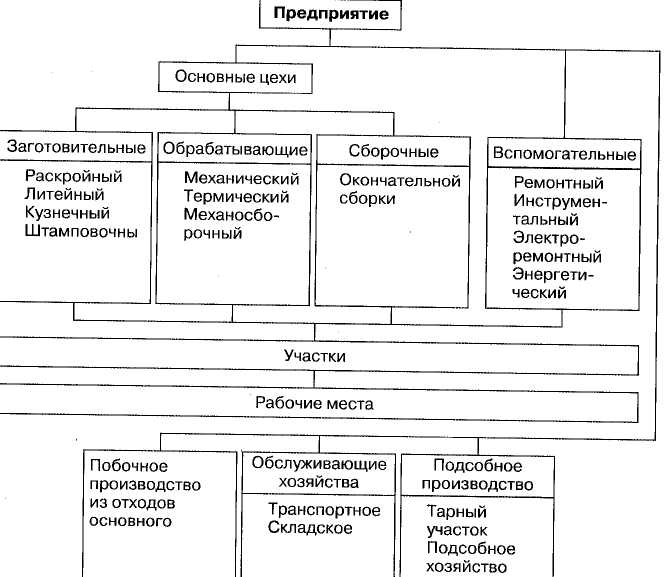 Предприятие
Основные цехи
Заготовительные
Раскройный
Литейный
Кузнечный
Штамповочны
Обрабатывающие
Механический
Термический
Механосбо-
рочный
Сборочные
Окончательной
сборки
Вспомогательные
Ремонтный
Инструмен-
тальный
Электро-
ремонтный
Энергети-
ческий
Участки
Рабочие места
Побочное
производство
из отходов
основного
Обслуживающие
хозяйства
Транспортное
Складское
Подсобное
производство
Тарный
участок
Подсобное
хозяйство